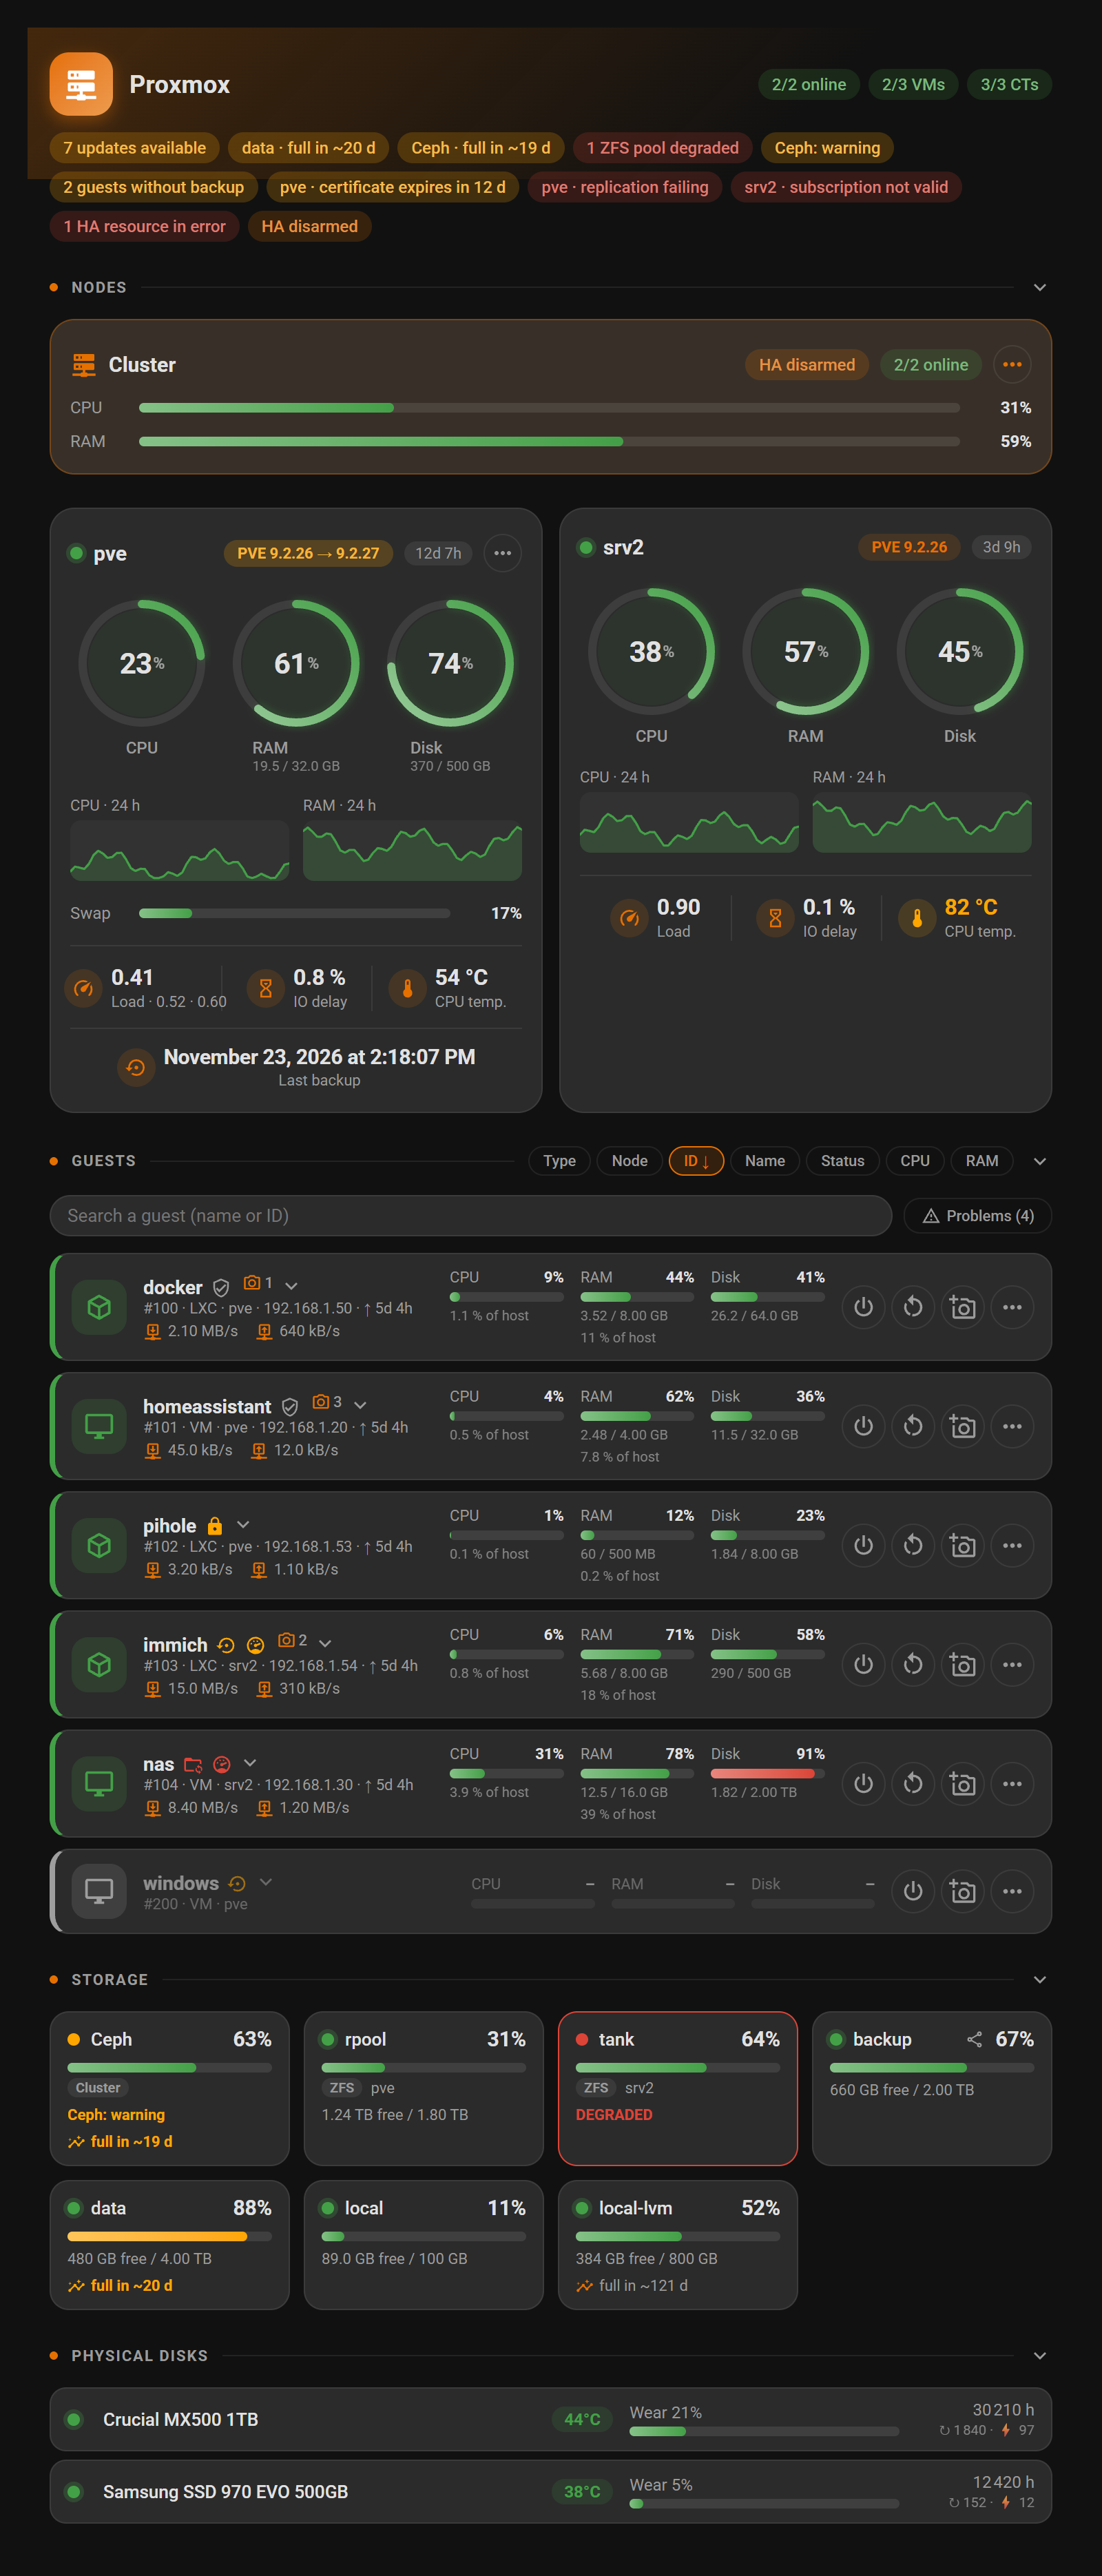 Proxmox
2/2 online
2/3 VMs
3/3 CTs
7 updates available
data · full in ~20 d
Ceph · full in ~19 d
1 ZFS pool degraded
Ceph: warning
2 guests without backup
pve · certificate expires in 12 d
pve · replication failing
srv2 · subscription not valid
1 HA resource in error
HA disarmed
NODES
Cluster
HA disarmed
2/2 online
CPU
31%
RAM
59%
pve
PVE 9.2.26 → 9.2.27
12d 7h
23%
61%
74%
CPU
RAM
19.5 / 32.0 GB
Disk
370 / 500 GB
CPU · 24 h
RAM · 24 h
Swap
17%
0.41
Load · 0.52 · 0.60
0.8 %
IO delay
54 °C
CPU temp.
November 23, 2026 at 2:18:07 PM
Last backup
srv2
PVE 9.2.26
3d 9h
38%
57%
45%
CPU
RAM
Disk
CPU · 24 h
RAM · 24 h
0.90
Load
0.1 %
IO delay
82 °C
CPU temp.
GUESTS
Type
Node
ID ↓
Name
Status
CPU
RAM
Search a guest (name or ID)
Problems (4)
docker
1
#100 · LXC · pve · 192.168.1.50 · ↑ 5d 4h
2.10 MB/s
640 kB/s
CPU
9%
1.1 % of host
RAM
44%
3.52 / 8.00 GB
11 % of host
Disk
41%
26.2 / 64.0 GB
homeassistant
3
#101 · VM · pve · 192.168.1.20 · ↑ 5d 4h
45.0 kB/s
12.0 kB/s
CPU
4%
0.5 % of host
RAM
62%
2.48 / 4.00 GB
7.8 % of host
Disk
36%
11.5 / 32.0 GB
pihole
#102 · LXC · pve · 192.168.1.53 · ↑ 5d 4h
3.20 kB/s
1.10 kB/s
CPU
1%
0.1 % of host
RAM
12%
60 / 500 MB
0.2 % of host
Disk
23%
1.84 / 8.00 GB
immich
2
#103 · LXC · srv2 · 192.168.1.54 · ↑ 5d 4h
15.0 MB/s
310 kB/s
CPU
6%
0.8 % of host
RAM
71%
5.68 / 8.00 GB
18 % of host
Disk
58%
290 / 500 GB
nas
#104 · VM · srv2 · 192.168.1.30 · ↑ 5d 4h
8.40 MB/s
1.20 MB/s
CPU
31%
3.9 % of host
RAM
78%
12.5 / 16.0 GB
39 % of host
Disk
91%
1.82 / 2.00 TB
windows
#200 · VM · pve
CPU
–
RAM
–
Disk
–
STORAGE
Ceph
63%
Cluster
Ceph: warning
full in ~19 d
rpool
31%
ZFS pve
1.24 TB free / 1.80 TB
tank
64%
ZFS srv2
DEGRADED
backup
67%
660 GB free / 2.00 TB
data
88%
480 GB free / 4.00 TB
full in ~20 d
local
11%
89.0 GB free / 100 GB
local-lvm
52%
384 GB free / 800 GB
full in ~121 d
PHYSICAL DISKS
Crucial MX500 1TB
44°C
Wear 21%
30 210 h
↻ 1 840 · ⚡ 97
Samsung SSD 970 EVO 500GB
38°C
Wear 5%
12 420 h
↻ 152 · ⚡ 12